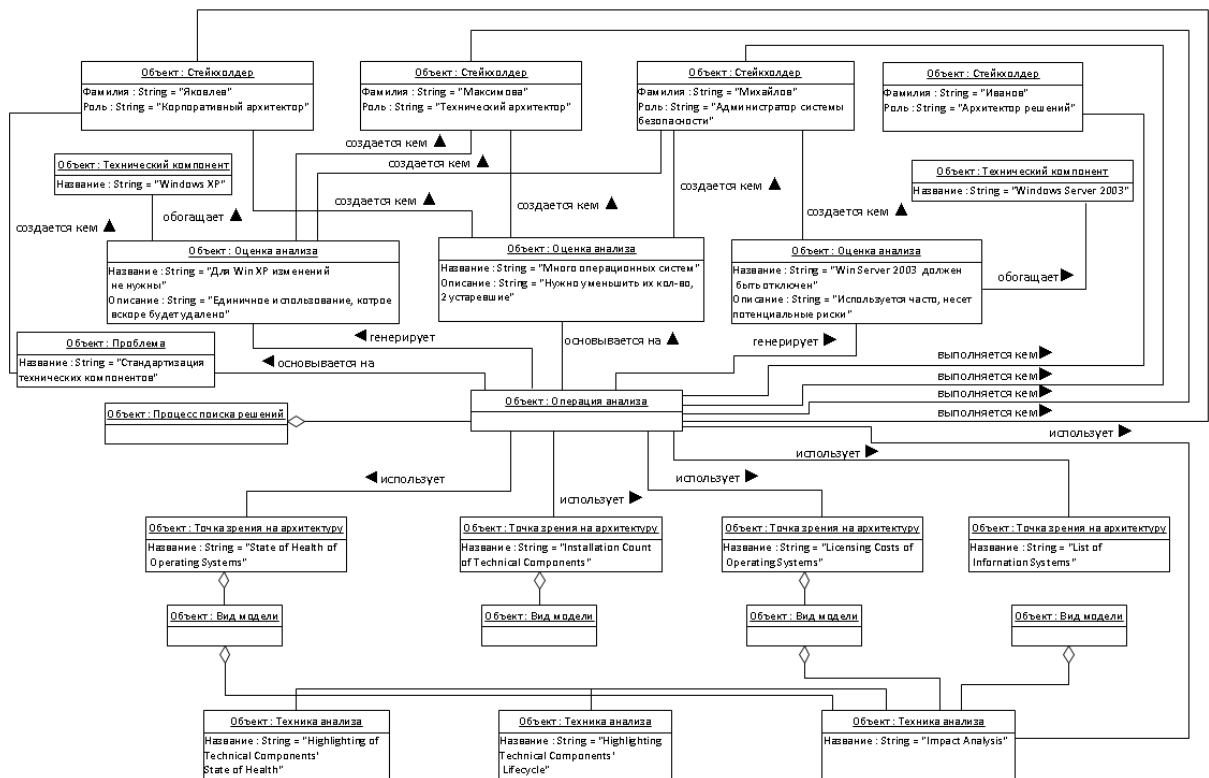 Объект : Стейкхолдер
Фамилия : String = "Яковлев"
Роль : String = "Корпоративный архитектор"
Объект : Стейкхолдер
Фамилия : String = "Максимова"
Роль : String = "Технический архитектор"
Объект : Стейкхолдер
Фамилия : String = "Михайлов"
Роль : String = "Администратор системы
безопасности"
Объект : Стейкхолдер
Фамилия : String = "Иванов"
Роль : String = "Архитектор решений"
создается кем
создается кем
создается кем
Объект : Технический компонент
Название : String = "Windows XP"
Объект : Технический компонент
Название : String = "Windows Server 2003"
создается кем
обогащает
создается кем
создается кем
создается кем
Объект : Оценка анализа
Название : String = "Для Win XP изменений
не нужны"
Описание : String = "Единичное использование, котрое
вскоре будет удалено"
Объект : Оценка анализа
Название : String = "Много операционных систем"
Описание : String = "Нужно уменьшить их кол-во,
2 устаревшие"
Объект : Оценка анализа
Название : String = "Win Server 2003 должен
быть отключен"
Описание : String = "Используется часто, несет
потенциальные риски"
обогащает
генерирует
основывается на
генерирует
Объект : Проблема
Название : String = "Стандартизация
технических компонентов"
основывается на
выполняется кем
выполняется кем
выполняется кем
выполняется кем
Объект : Операция анализа
Объект : Процесс поиска решений
использует
использует
использует
использует
использует
Объект : Точка зрения на архитектуру
Название : String = "State of Health of
Operating Systems"
Объект : Точка зрения на архитектуру
Название : String = "Installation Count
of Technical Components"
Объект : Точка зрения на архитектуру
Название : String = "Licensing Costs of
Operating Systems"
Объект : Точка зрения на архитектуру
Название : String = "List of
Information Systems"
Объект : Вид модели
Объект : Вид модели
Объект : Вид модели
Объект : Вид модели
Объект : Техника анализа
Название : String = "Highlighting of
Technical Components'
State of Health"
Объект : Техника анализа
Название : String = "Highlighting
Technical Components'
Lifecycle"
Объект : Техника анализа
Название : String = "Impact Analysis"